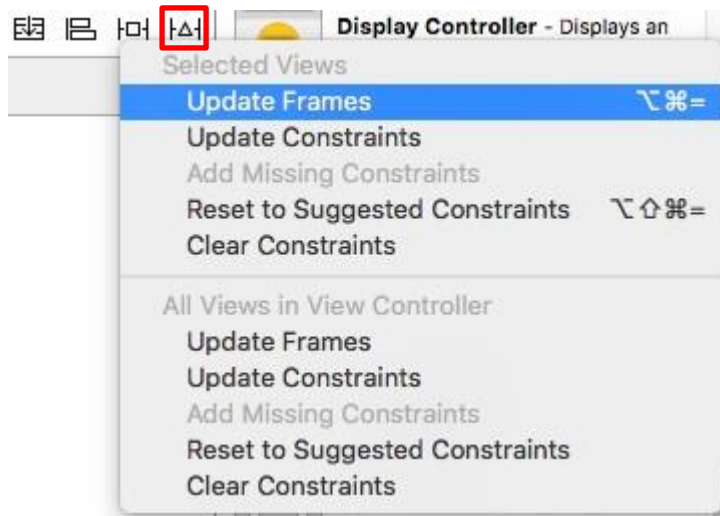 Display Controller - Displays an
Selected Views
Update Frames ⌥⌘=
Update Constraints
Add Missing Constraints
Reset to Suggested Constraints ⌥⇧⌘=
Clear Constraints
All Views in View Controller
Update Frames
Update Constraints
Add Missing Constraints
Reset to Suggested Constraints
Clear Constraints